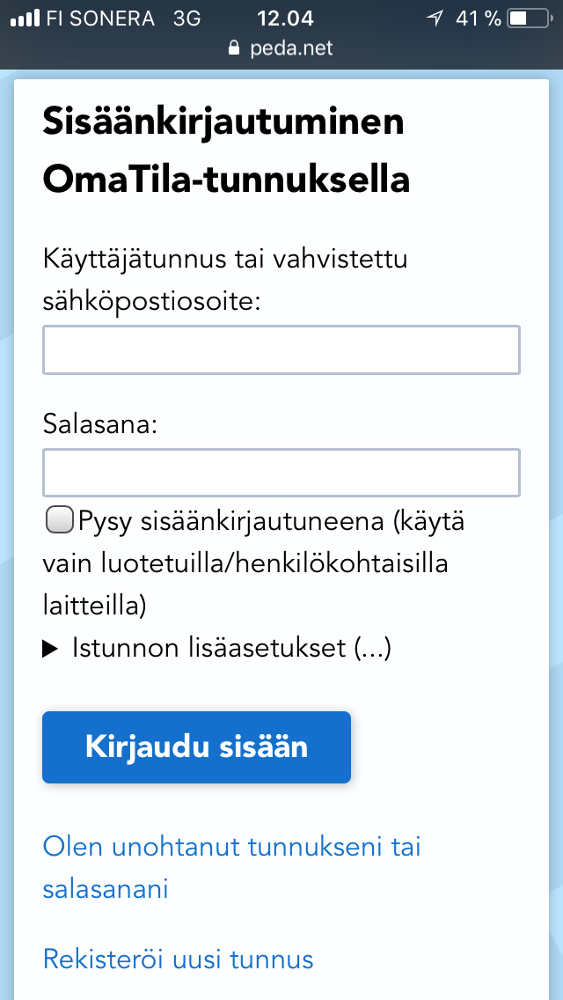 FI SONERA 3G 12.04 41 %
peda.net
Sisäänkirjautuminen
OmaTila-tunnuksella
Käyttäjätunnus tai vahvistettu
sähköpostiosoite:
Salasana:
Pysy sisäänkirjautuneena (käytä
vain luotetuilla/henkilökohtaisilla
laitteilla)
Istunnon lisäasetukset (...)
Kirjaudu sisään
Olen unohtanut tunnukseni tai
salasanani
Rekisteröi uusi tunnus